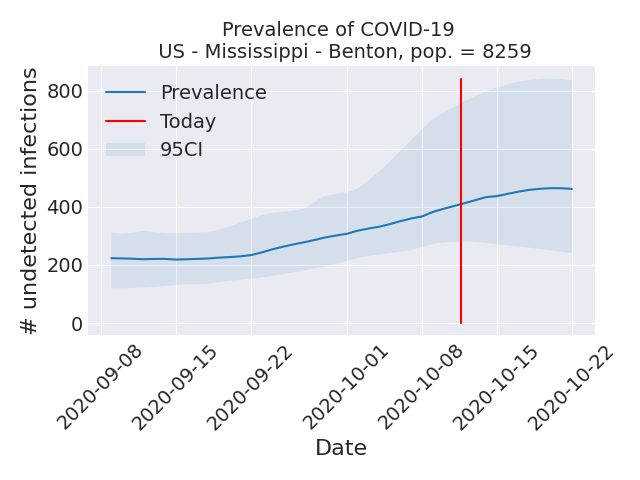 Prevalence of COVID-19
US - Mississippi - Benton, pop. = 8259
# undetected infections
800
600
400
200
0
Prevalence
Today
95CI
2020-09-08
2020-09-15
2020-09-22
2020-10-01
2020-10-08
2020-10-15
2020-10-22
Date